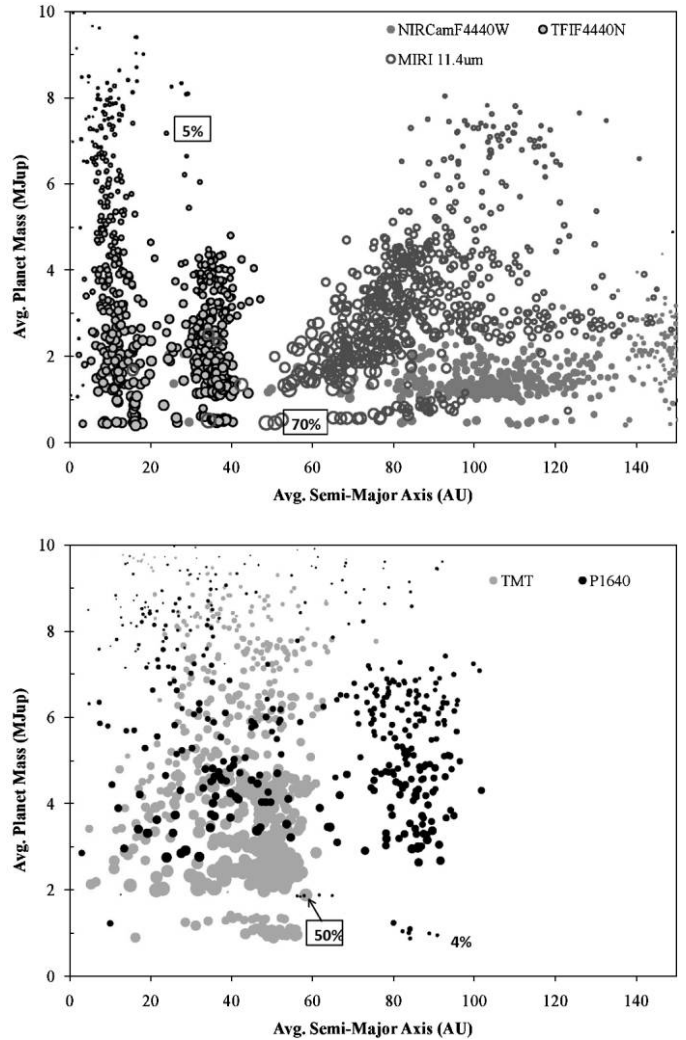 NIRCamF4440W
TFIF4440N
MIRI 11.4um
10
8
6
4
2
0
5%
70%
Avg. Planet Mass (MJup)
0 20 40 60 80 100 120 140
Avg. Semi-Major Axis (AU)
TMT
P1640
10
8
6
4
2
0
50%
4%
Avg. Planet Mass (MJup)
0 20 40 60 80 100 120 140
Avg. Semi-Major Axis (AU)